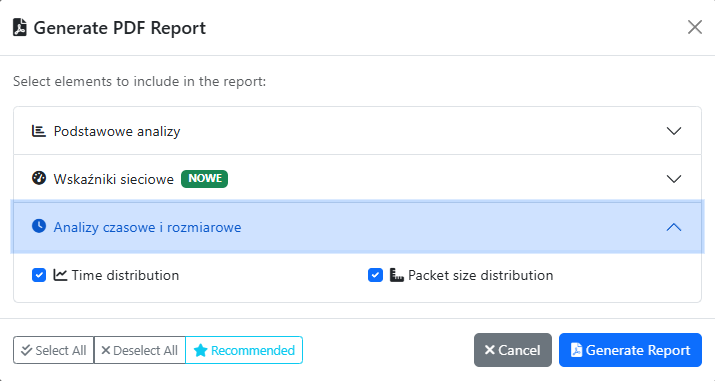 Generate PDF Report
Select elements to include in the report:
Podstawowe analizy
Wskaźniki sieciowe NOWE
Analizy czasowe i rozmiarowe
Time distribution Packet size distribution
Select All Deselect All Recommended Cancel Generate Report